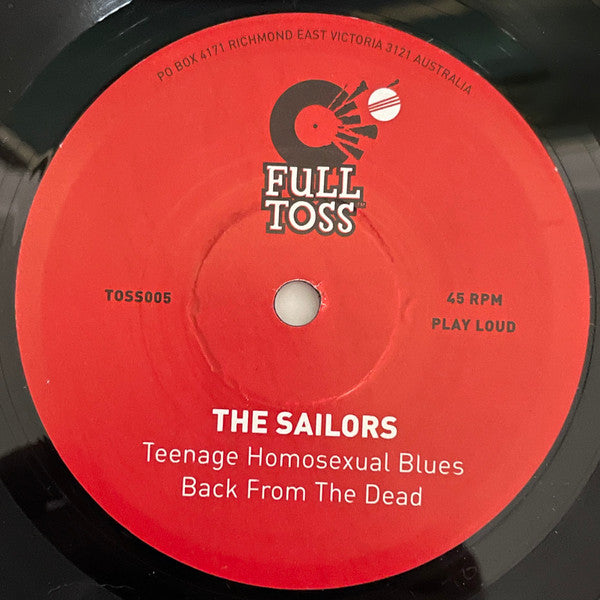 PO BOX 4171 RICHMOND EAST VICTORIA 3121 AUSTRALIA
FULL
TOSS™
TOSS005
45 RPM
PLAY LOUD
THE SAILORS
Teenage Homosexual Blues
Back From The Dead